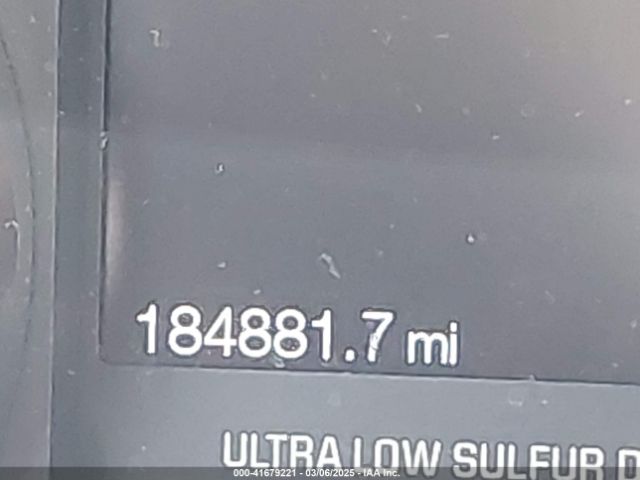 184881.7 mi
ULTRA LOW SULFUR D
000-41679221 - 03/06/2025 - IAA Inc.